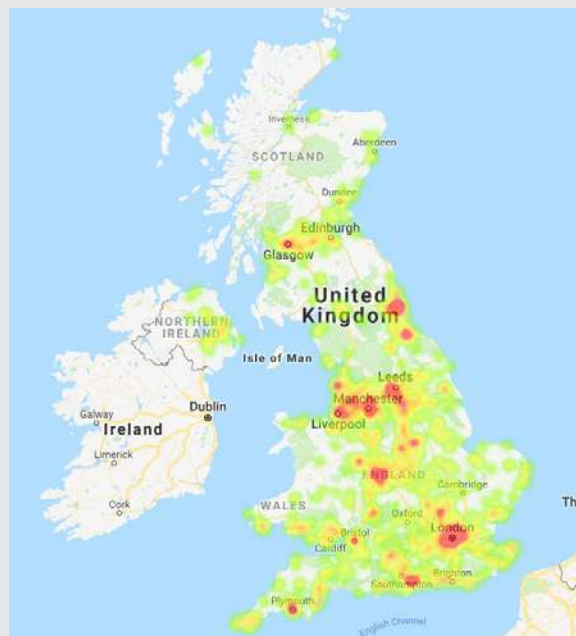 Inverness
Aberdeen
SCOTLAND
Dundee
Edinburgh
Glasgow
United
Kingdom
NORTHERN
IRELAND
Isle of Man
Leeds
Manchester
Dublin
Galway
Ireland
Liverpool
Limerick
ENGLAND
Cambridge
Cork
WALES
Oxford
Th
London
Bristol
Cardiff
Southampton
Brighton
Plymouth
English Channel